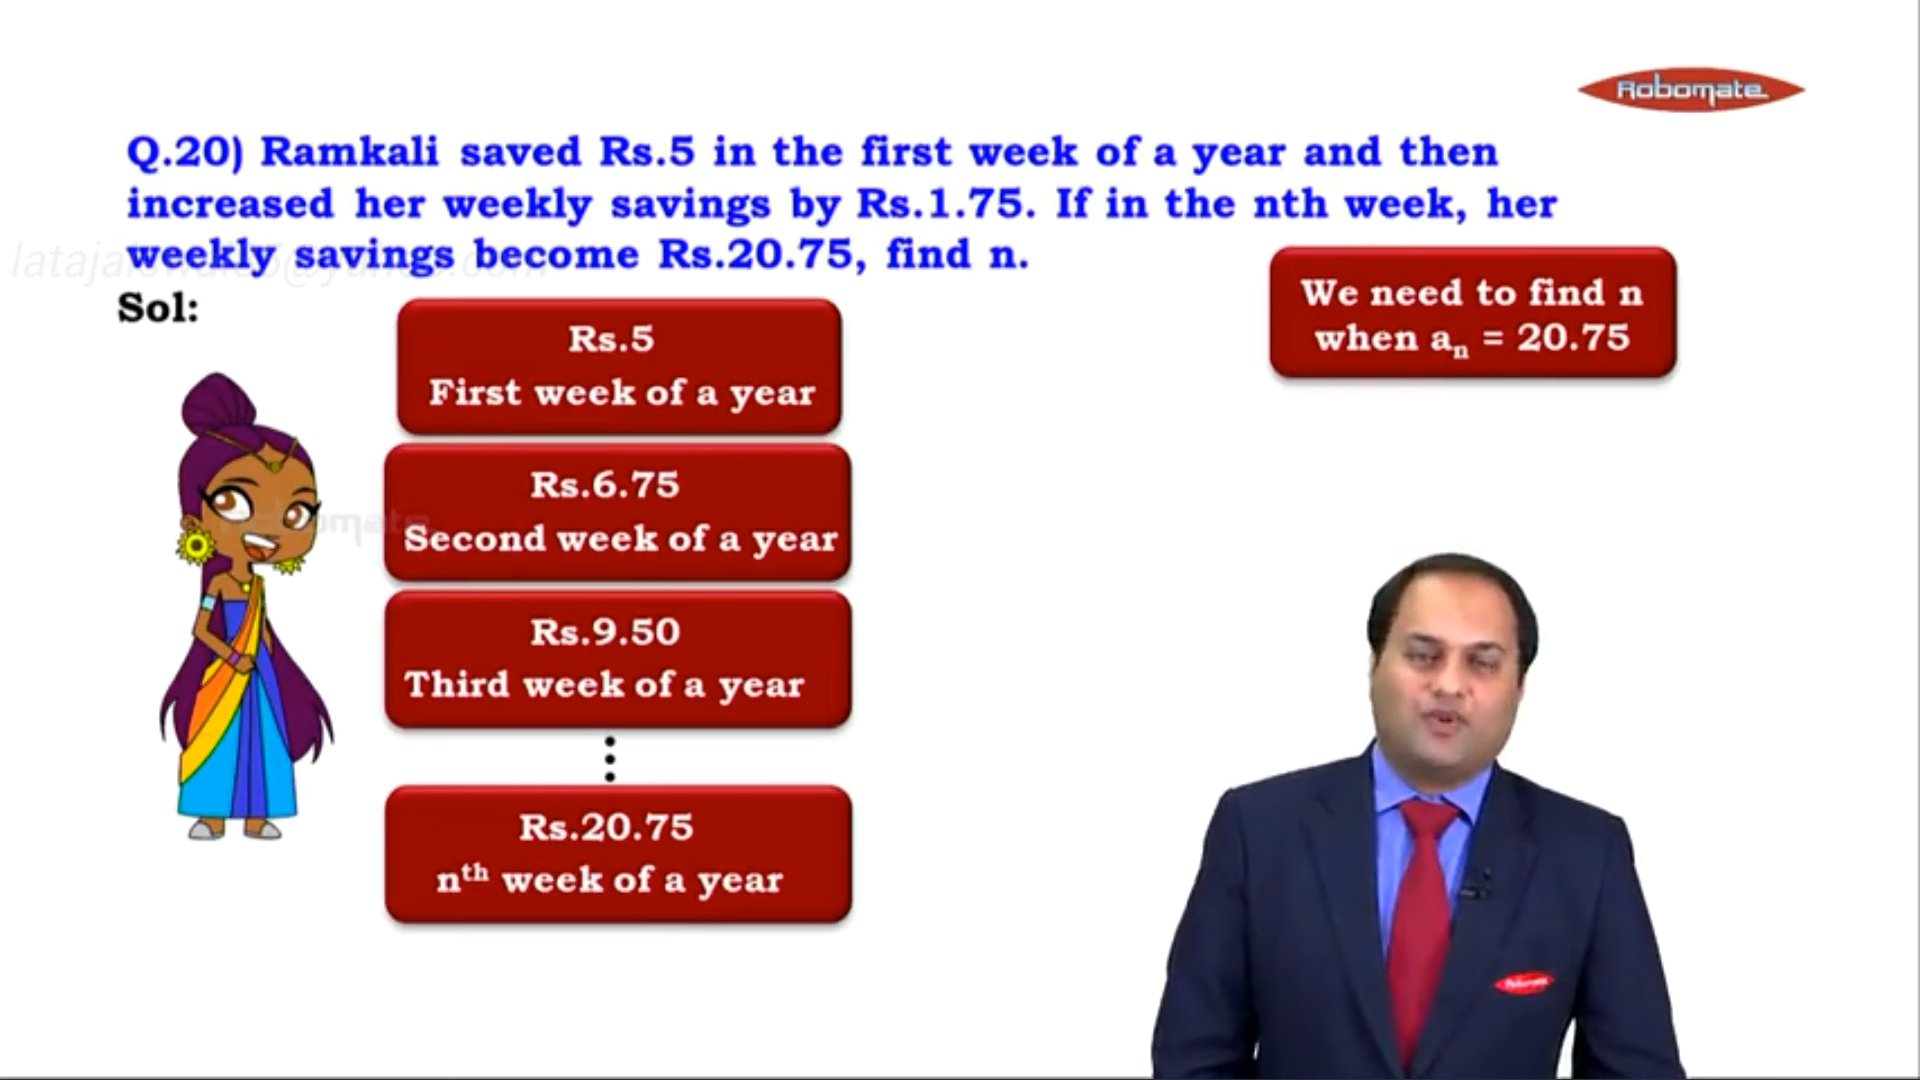 Robomate
Q.20) Ramkali saved Rs.5 in the first week of a year and then
increased her weekly savings by Rs.1.75. If in the nth week, her
weekly savings become Rs.20.75, find n.
Sol:
We need to find n
when aₙ = 20.75
Rs.5
First week of a year
Rs.6.75
Second week of a year
Rs.9.50
Third week of a year
Rs.20.75
nᵗʰ week of a year
Robomate